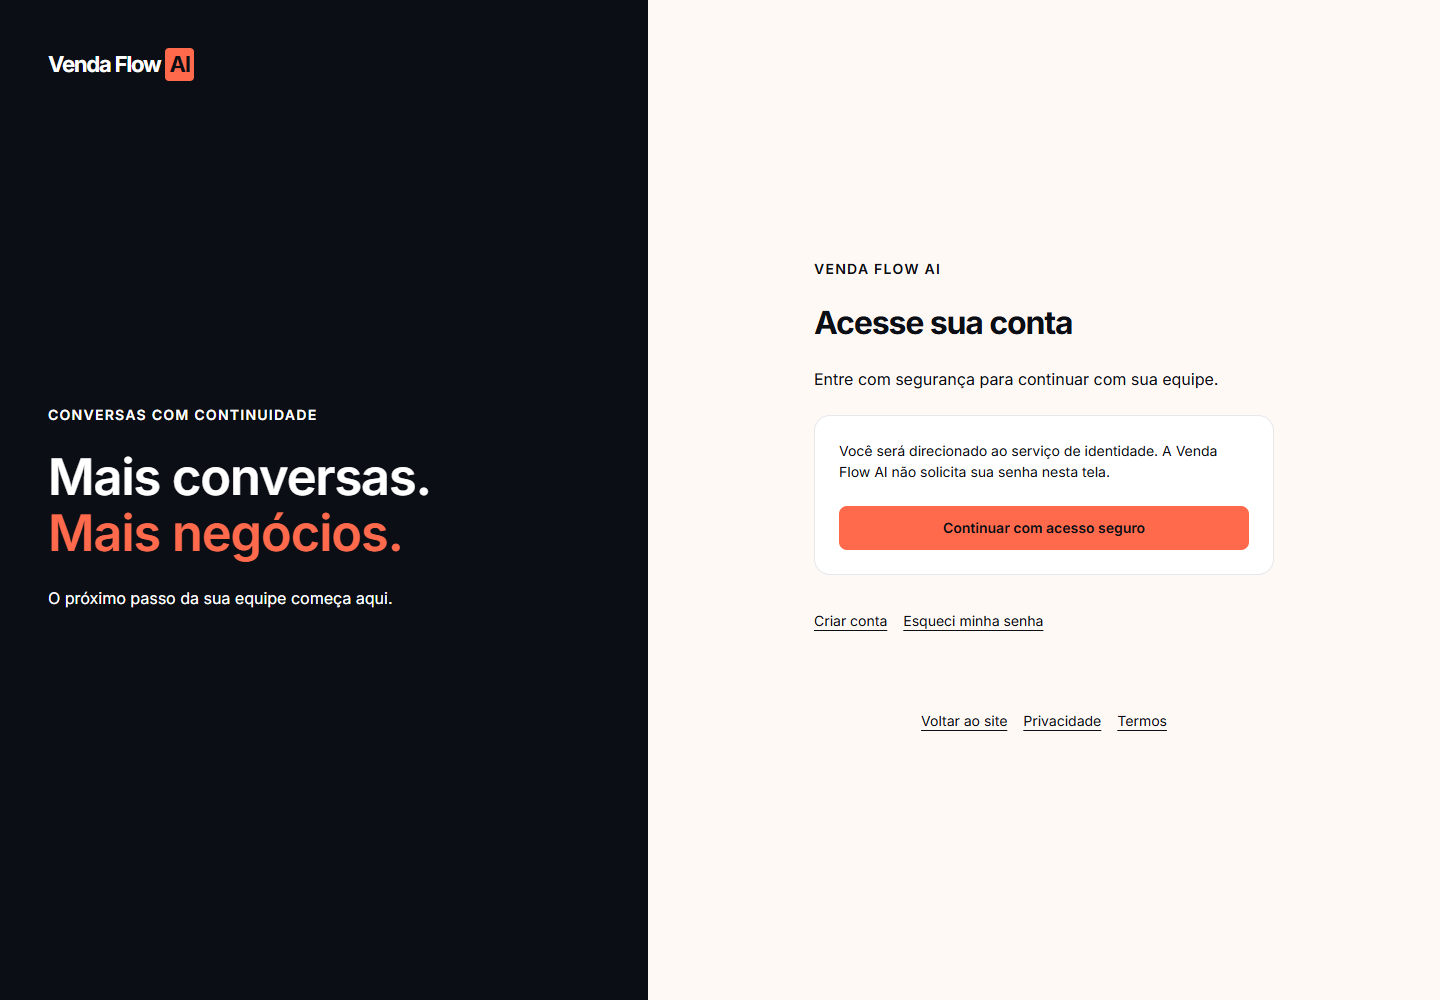 Venda Flow AI
CONVERSAS COM CONTINUIDADE
Mais conversas.
Mais negócios.
O próximo passo da sua equipe começa aqui.
VENDA FLOW AI
Acesse sua conta
Entre com segurança para continuar com sua equipe.
Você será direcionado ao serviço de identidade. A Venda
Flow AI não solicita sua senha nesta tela.
Continuar com acesso seguro
Criar conta Esqueci minha senha
Voltar ao site Privacidade Termos